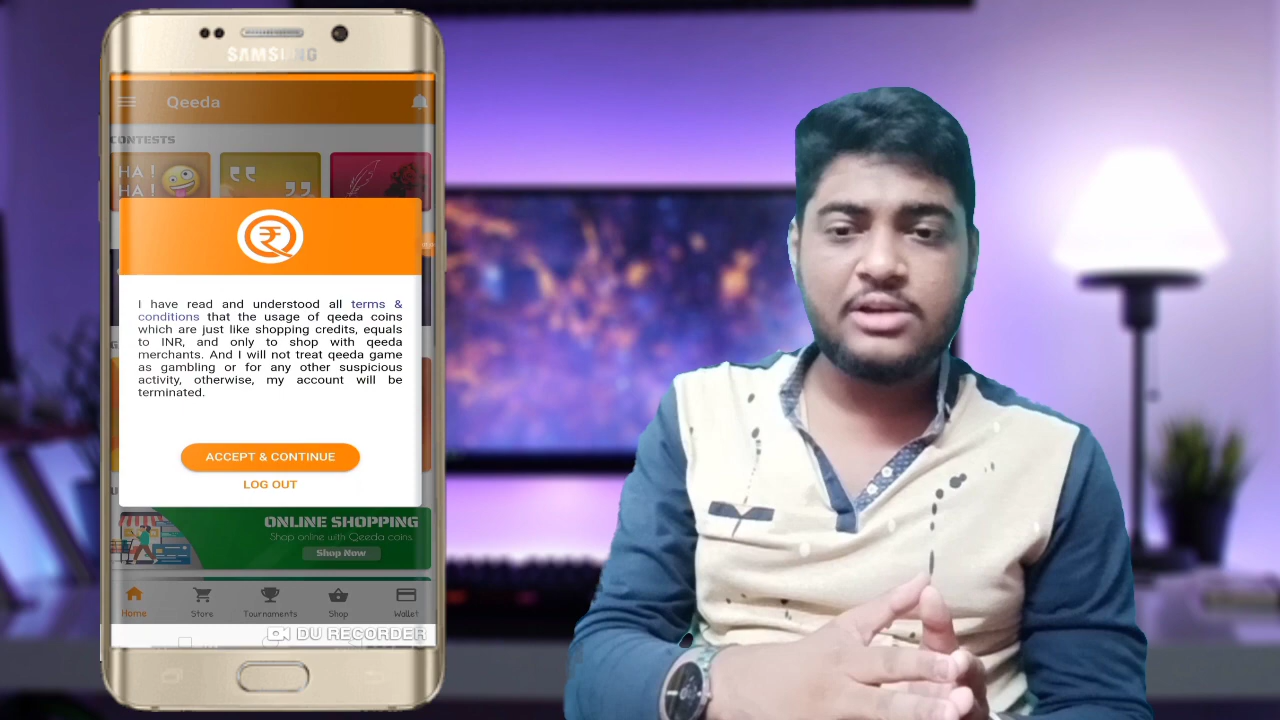 SAMSUNG
Qeeda
CONTESTS
HA !
HA !
I have read and understood all terms &
conditions that the usage of qeeda coins
which are just like shopping credits, equals
to INR, and only to shop with qeeda
merchants. And I will not treat qeeda game
as gambling or for any other suspicious
activity, otherwise, my account will be
terminated.
ACCEPT & CONTINUE
LOG OUT
ONLINE SHOPPING
Shop online with Qeeda coins.
Shop Now
Home Store Tournaments Shop Wallet
DU RECORDER